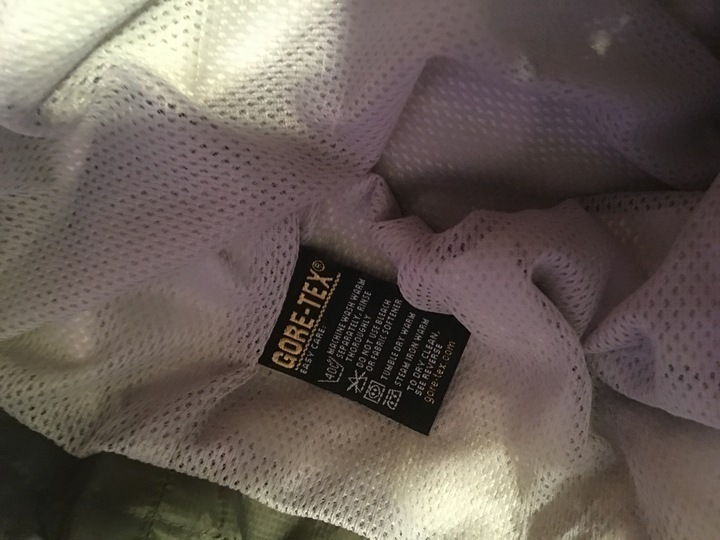 GORE-TEX®
EASY CARE:
40° MACHINE WASH WARM
SEPARATELY, RINSE
THOROUGHLY
DO NOT USE BLEACH
OR FABRIC SOFTENER
TUMBLE DRY WARM
STEAM IRON WARM
TO DRY CLEAN,
SEE REVERSE
gore-tex.com